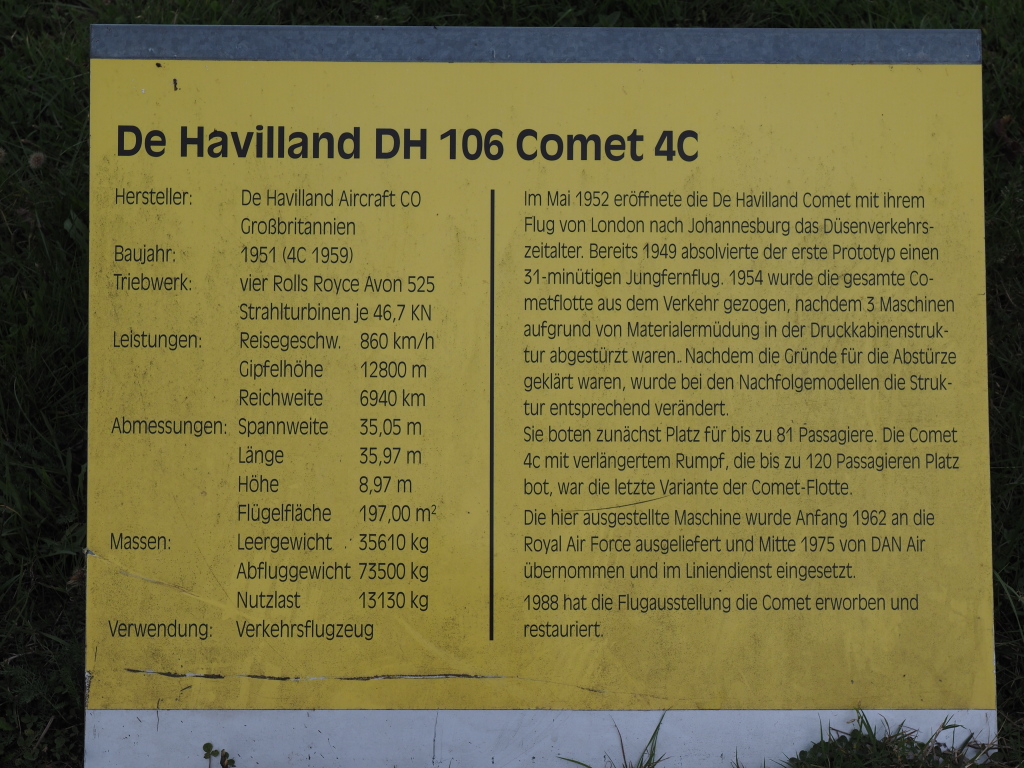 De Havilland DH 106 Comet 4C
Hersteller: De Havilland Aircraft CO
Großbritannien
Baujahr: 1951 (4C 1959)
Triebwerk: vier Rolls Royce Avon 525
Strahlturbinen je 46,7 KN
Leistungen: Reisegeschw. 860 km/h
Gipfelhöhe 12800 m
Reichweite 6940 km
Abmessungen: Spannweite 35,05 m
Länge 35,97 m
Höhe 8,97 m
Flügelfläche 197,00 m²
Massen: Leergewicht 35610 kg
Abfluggewicht 73500 kg
Nutzlast 13130 kg
Verwendung: Verkehrsflugzeug
Im Mai 1952 eröffnete die De Havilland Comet mit ihrem
Flug von London nach Johannesburg das Düsenverkehrs-
zeitalter. Bereits 1949 absolvierte der erste Prototyp einen
31-minütigen Jungfernflug. 1954 wurde die gesamte Co-
metflotte aus dem Verkehr gezogen, nachdem 3 Maschinen
aufgrund von Materialermüdung in der Druckkabinenstruk-
tur abgestürzt waren. Nachdem die Gründe für die Abstürze
geklärt waren, wurde bei den Nachfolgemodellen die Struk-
tur entsprechend verändert.
Sie boten zunächst Platz für bis zu 81 Passagiere. Die Comet
4c mit verlängertem Rumpf, die bis zu 120 Passagieren Platz
bot, war die letzte Variante der Comet-Flotte.
Die hier ausgestellte Maschine wurde Anfang 1962 an die
Royal Air Force ausgeliefert und Mitte 1975 von DAN Air
übernommen und im Liniendienst eingesetzt.
1988 hat die Flugausstellung die Comet erworben und
restauriert.